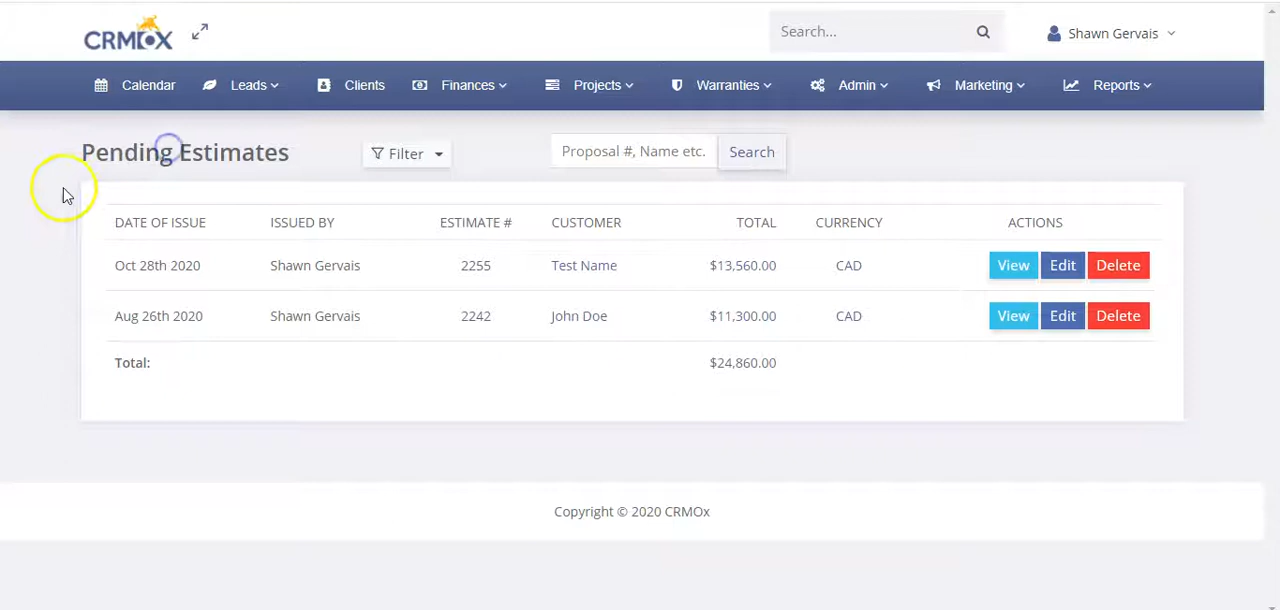 CRMOX
Search...
Shawn Gervais
Calendar Leads Clients Finances Projects Warranties Admin Marketing Reports
Pending Estimates Filter Proposal #, Name etc. Search
DATE OF ISSUE ISSUED BY ESTIMATE # CUSTOMER TOTAL CURRENCY ACTIONS
Oct 28th 2020 Shawn Gervais 2255 Test Name $13,560.00 CAD View Edit Delete
Aug 26th 2020 Shawn Gervais 2242 John Doe $11,300.00 CAD View Edit Delete
Total: $24,860.00
Copyright © 2020 CRMOx